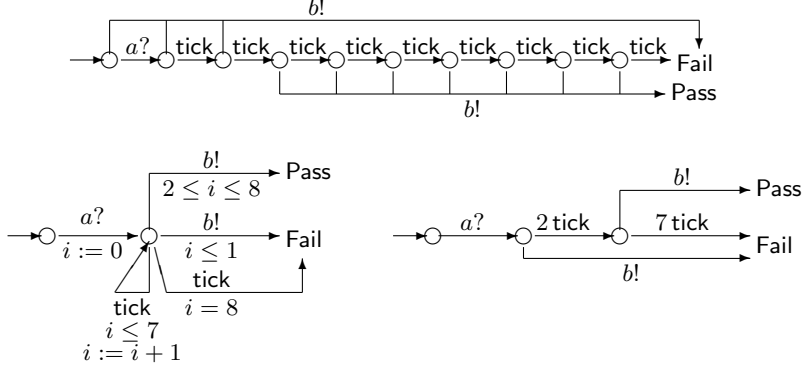 b!
a? tick tick tick tick tick tick tick tick tick Fail
Pass
b!
b! Pass
2 ≤ i ≤ 8
a? b! Fail
i := 0 i ≤ 1
tick tick
i ≤ 7 i = 8
i := i + 1
b! Pass
a? 2 tick 7 tick Fail
b!